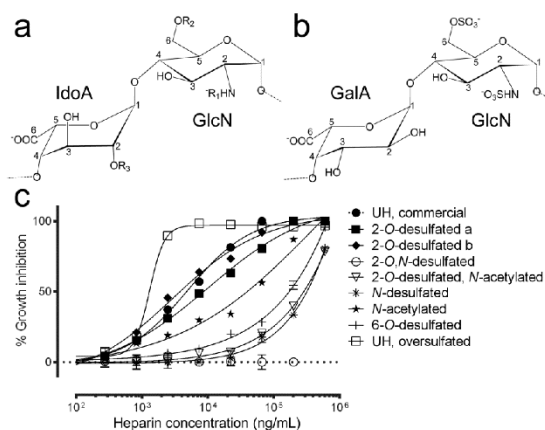 a
b
OR₂
6
4
5
O
HO
3
2
1
⁻R₁HN
O
IdoA
GlcN
6
⁻OOC
5
OH
O
1
4
3
2
OR₃
O
OSO₃⁻
6
4
5
O
HO
3
2
1
⁻O₃SHN
O
GalA
GlcN
6
⁻OOC
5
O
1
4
3
2
OH
HO
O
c
% Growth inhibition
100
50
0
10² 10³ 10⁴ 10⁵ 10⁶
Heparin concentration (ng/mL)
UH, commercial
2-O-desulfated a
2-O-desulfated b
2-O,N-desulfated
2-O-desulfated, N-acetylated
N-desulfated
N-acetylated
6-O-desulfated
UH, oversulfated